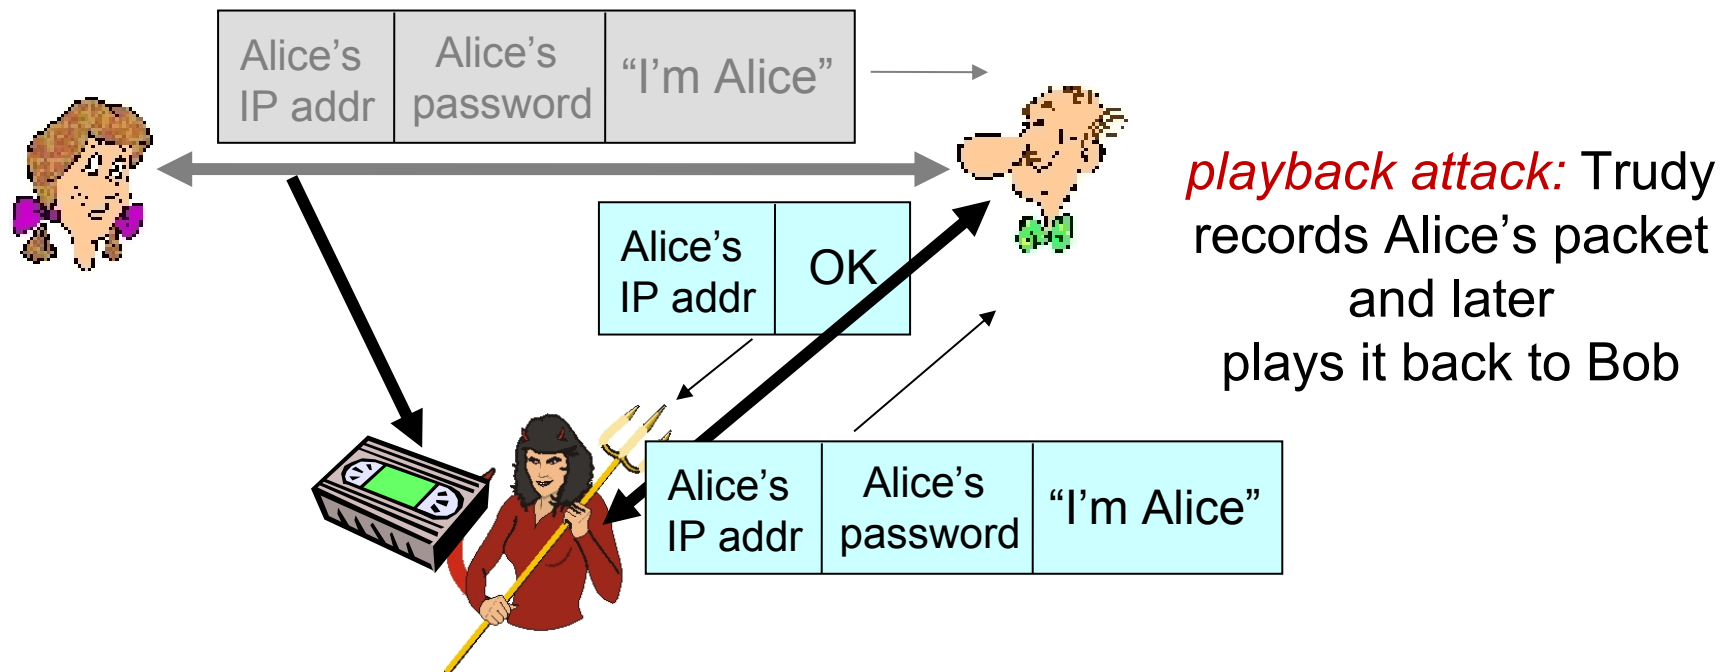 Alice’s
IP addr
Alice’s
password
“I’m Alice”
playback attack: Trudy
records Alice’s packet
and later
plays it back to Bob
Alice’s
IP addr
OK
Alice’s
IP addr
Alice’s
password
“I’m Alice”